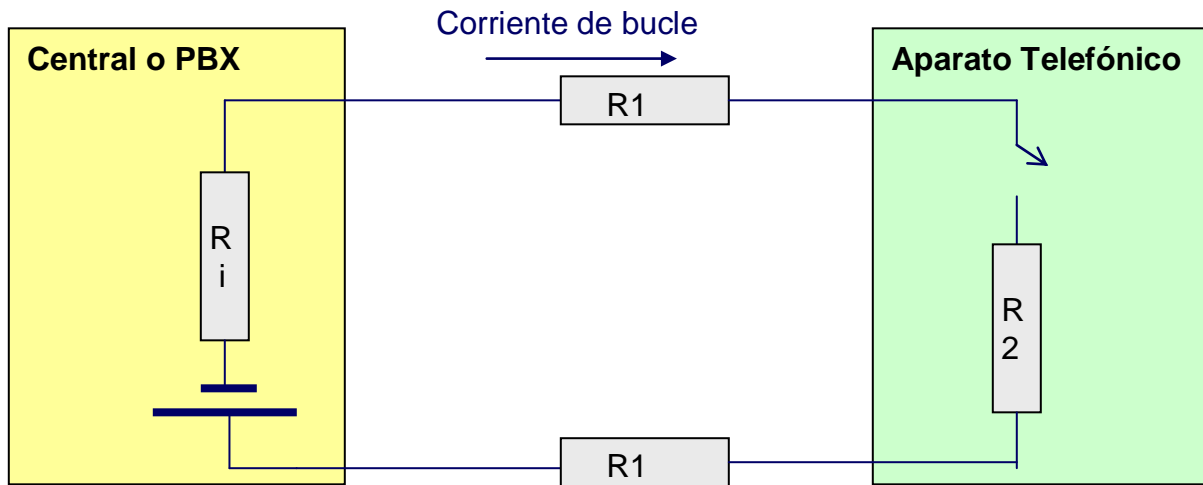 Corriente de bucle
Central o PBX
Aparato Telefónico
R1
R
i
R
2
R1